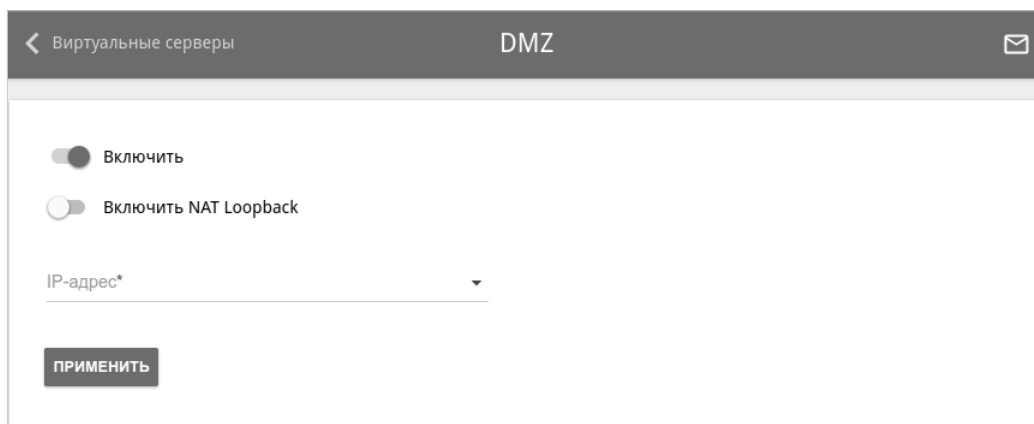 Виртуальные серверы
DMZ
Включить
Включить NAT Loopback
IP-адрес*
ПРИМЕНИТЬ